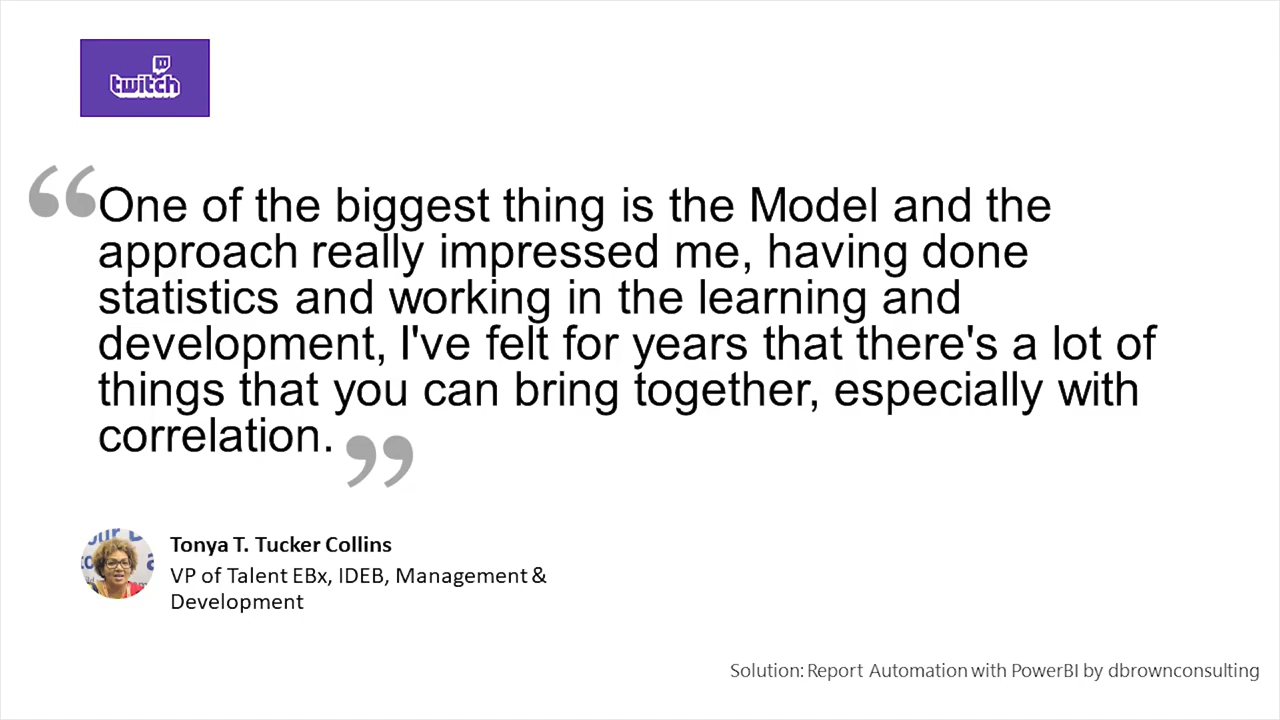 twitch
“One of the biggest thing is the Model and the
approach really impressed me, having done
statistics and working in the learning and
development, I've felt for years that there's a lot of
things that you can bring together, especially with
correlation.”
Tonya T. Tucker Collins
VP of Talent EBx, IDEB, Management &
Development
Solution: Report Automation with PowerBI by dbrownconsulting